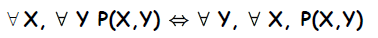 ∀ X, ∀ Y P(X,Y) ⇔ ∀ Y, ∀ X, P(X,Y)